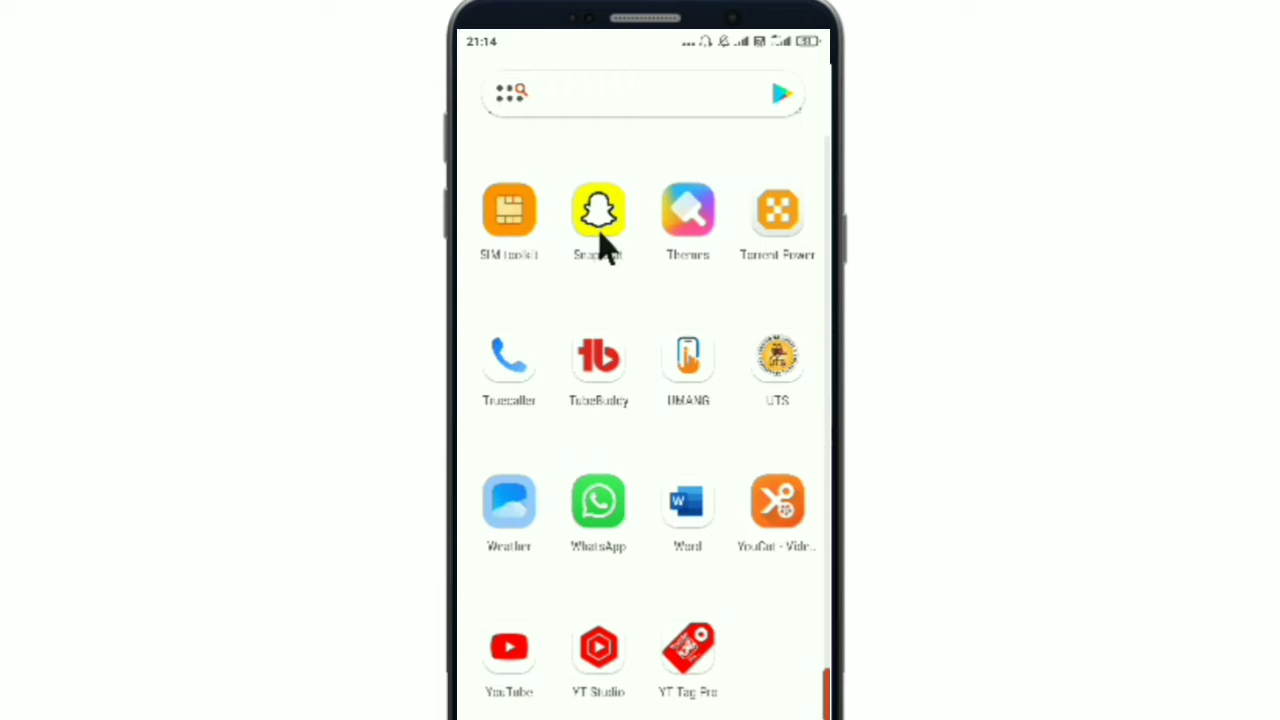 21:14
SIM toolkit
Snapchat
Themes
Torrent Power
Truecaller
TubeBuddy
UMANG
UTS
Weather
WhatsApp
W
Word
YouCut - Vide..
YouTube
YT Studio
YT Tag Pro